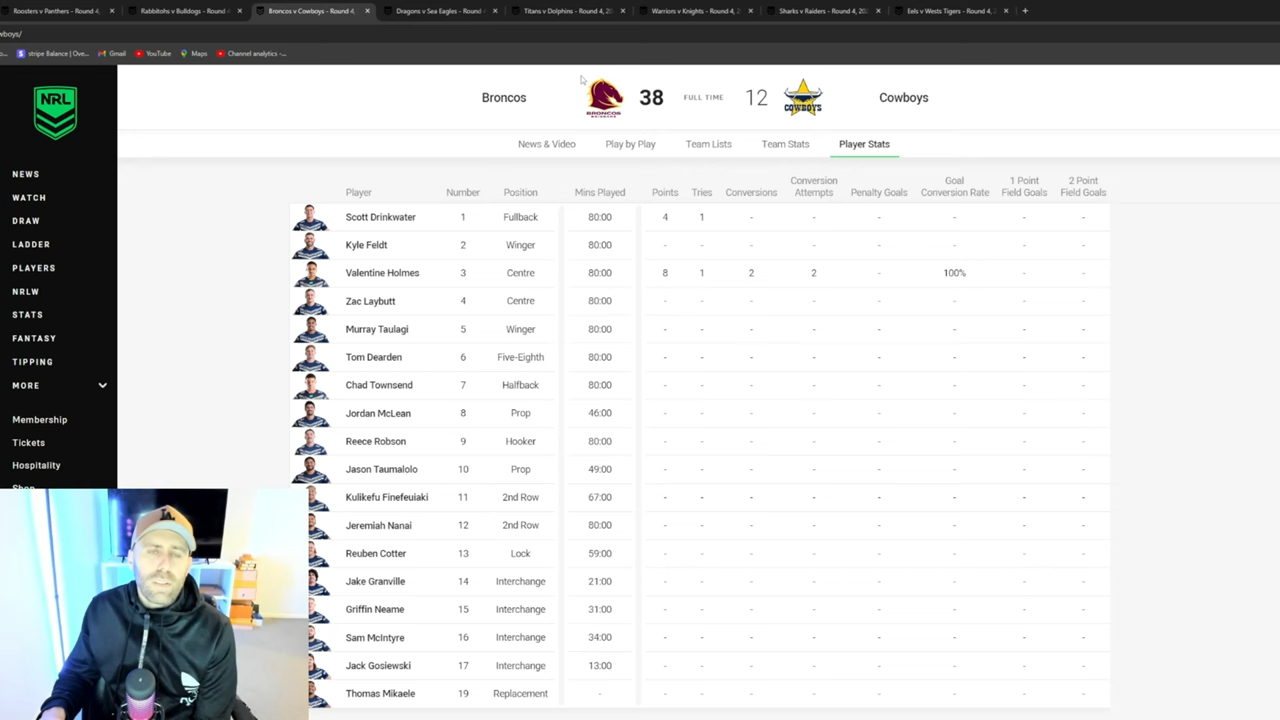 Roosters v Panthers - Round 4,
Rabbitohs v Bulldogs - Round 4
Broncos v Cowboys - Round 4,
Dragons v Sea Eagles - Round 4,
Titans v Dolphins - Round 4, 20
Warriors v Knights - Round 4, 2
Sharks v Raiders - Round 4, 202
Eels v Wests Tigers - Round 4, 2
wboys/
stripe Balance | Ove...
Gmail
YouTube
Maps
Channel analytics -...
NRL
Broncos 38 FULL TIME 12 COWBOYS Cowboys
News & Video Play by Play Team Lists Team Stats Player Stats
NEWS
WATCH
DRAW
LADDER
PLAYERS
NRLW
STATS
FANTASY
TIPPING
MORE
Membership
Tickets
Hospitality
Player Number Position Mins Played Points Tries Conversions Conversion Attempts Penalty Goals Goal Conversion Rate 1 Point Field Goals 2 Point Field Goals
Scott Drinkwater 1 Fullback 80:00 4 1 - - - - - -
Kyle Feldt 2 Winger 80:00 - - - - - - - -
Valentine Holmes 3 Centre 80:00 8 1 2 2 - 100% - -
Zac Laybutt 4 Centre 80:00 - - - - - - - -
Murray Taulagi 5 Winger 80:00 - - - - - - - -
Tom Dearden 6 Five-Eighth 80:00 - - - - - - - -
Chad Townsend 7 Halfback 80:00 - - - - - - - -
Jordan McLean 8 Prop 46:00 - - - - - - - -
Reece Robson 9 Hooker 80:00 - - - - - - - -
Jason Taumalolo 10 Prop 49:00 - - - - - - - -
Kulikefu Finefeuiaki 11 2nd Row 67:00 - - - - - - - -
Jeremiah Nanai 12 2nd Row 80:00 - - - - - - - -
Reuben Cotter 13 Lock 59:00 - - - - - - - -
Jake Granville 14 Interchange 21:00 - - - - - - - -
Griffin Neame 15 Interchange 31:00 - - - - - - - -
Sam McIntyre 16 Interchange 34:00 - - - - - - - -
Jack Gosiewski 17 Interchange 13:00 - - - - - - - -
Thomas Mikaele 19 Replacement - - - - - - - - -